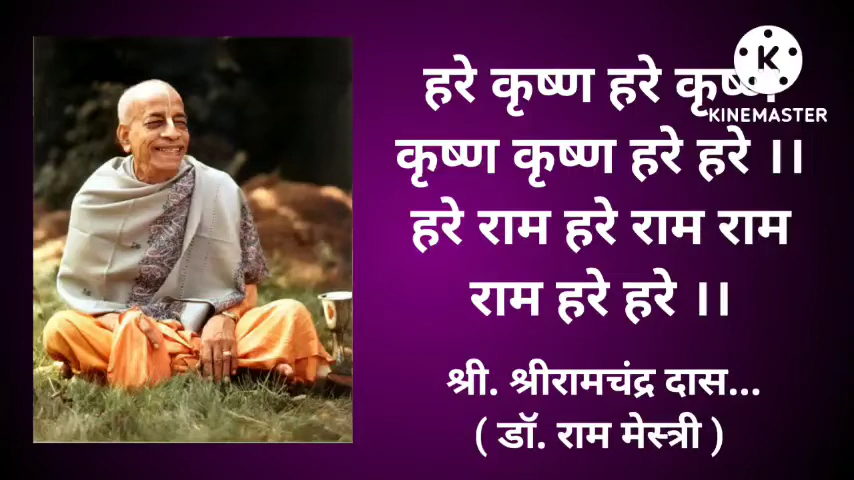 हरे कृष्ण हरे कृष्ण
कृष्ण कृष्ण हरे हरे ।।
हरे राम हरे राम राम
राम हरे हरे ।।
श्री. श्रीरामचंद्र दास...
( डॉ. राम मेस्त्री )
K
KINEMASTER